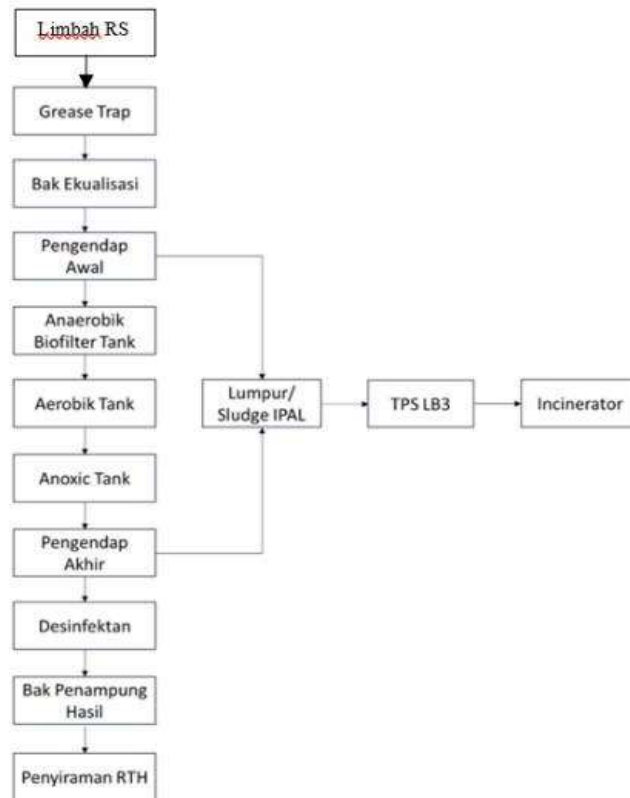 Limbah RS
Grease Trap
Bak Ekualisasi
Pengendap
Awal
Anaerobik
Biofilter Tank
Aerobik Tank
Lumpur/
Sludge IPAL
TPS LB3
Incinerator
Anoxic Tank
Pengendap
Akhir
Desinfektan
Bak Penampung
Hasil
Penyiraman RTH